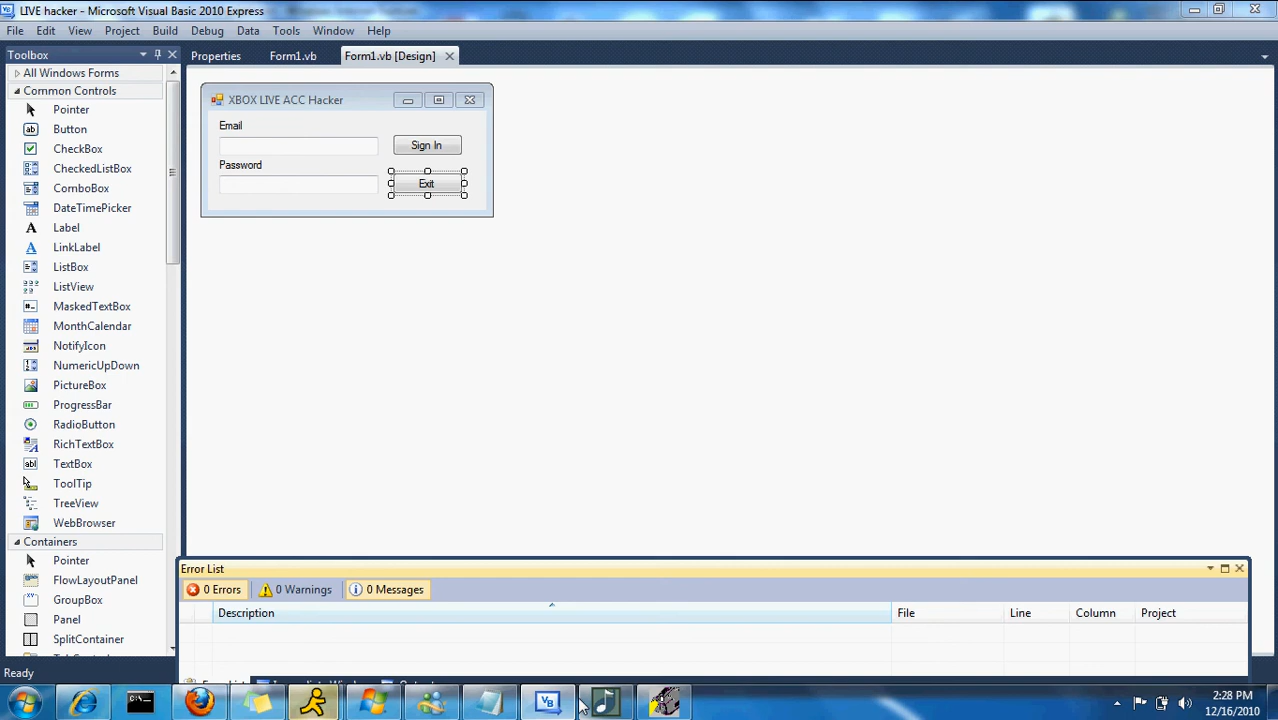 LIVE hacker - Microsoft Visual Basic 2010 Express
File Edit View Project Build Debug Data Tools Window Help
Toolbox
Properties Form1.vb Form1.vb [Design]
All Windows Forms
Common Controls
Pointer
Button
CheckBox
CheckedListBox
ComboBox
DateTimePicker
Label
LinkLabel
ListBox
ListView
MaskedTextBox
MonthCalendar
NotifyIcon
NumericUpDown
PictureBox
ProgressBar
RadioButton
RichTextBox
TextBox
ToolTip
TreeView
WebBrowser
Containers
Pointer
FlowLayoutPanel
GroupBox
Panel
SplitContainer
XBOX LIVE ACC Hacker
Email
Sign In
Password
Exit
Error List
0 Errors 0 Warnings 0 Messages
Description File Line Column Project
Ready
2:28 PM
12/16/2010